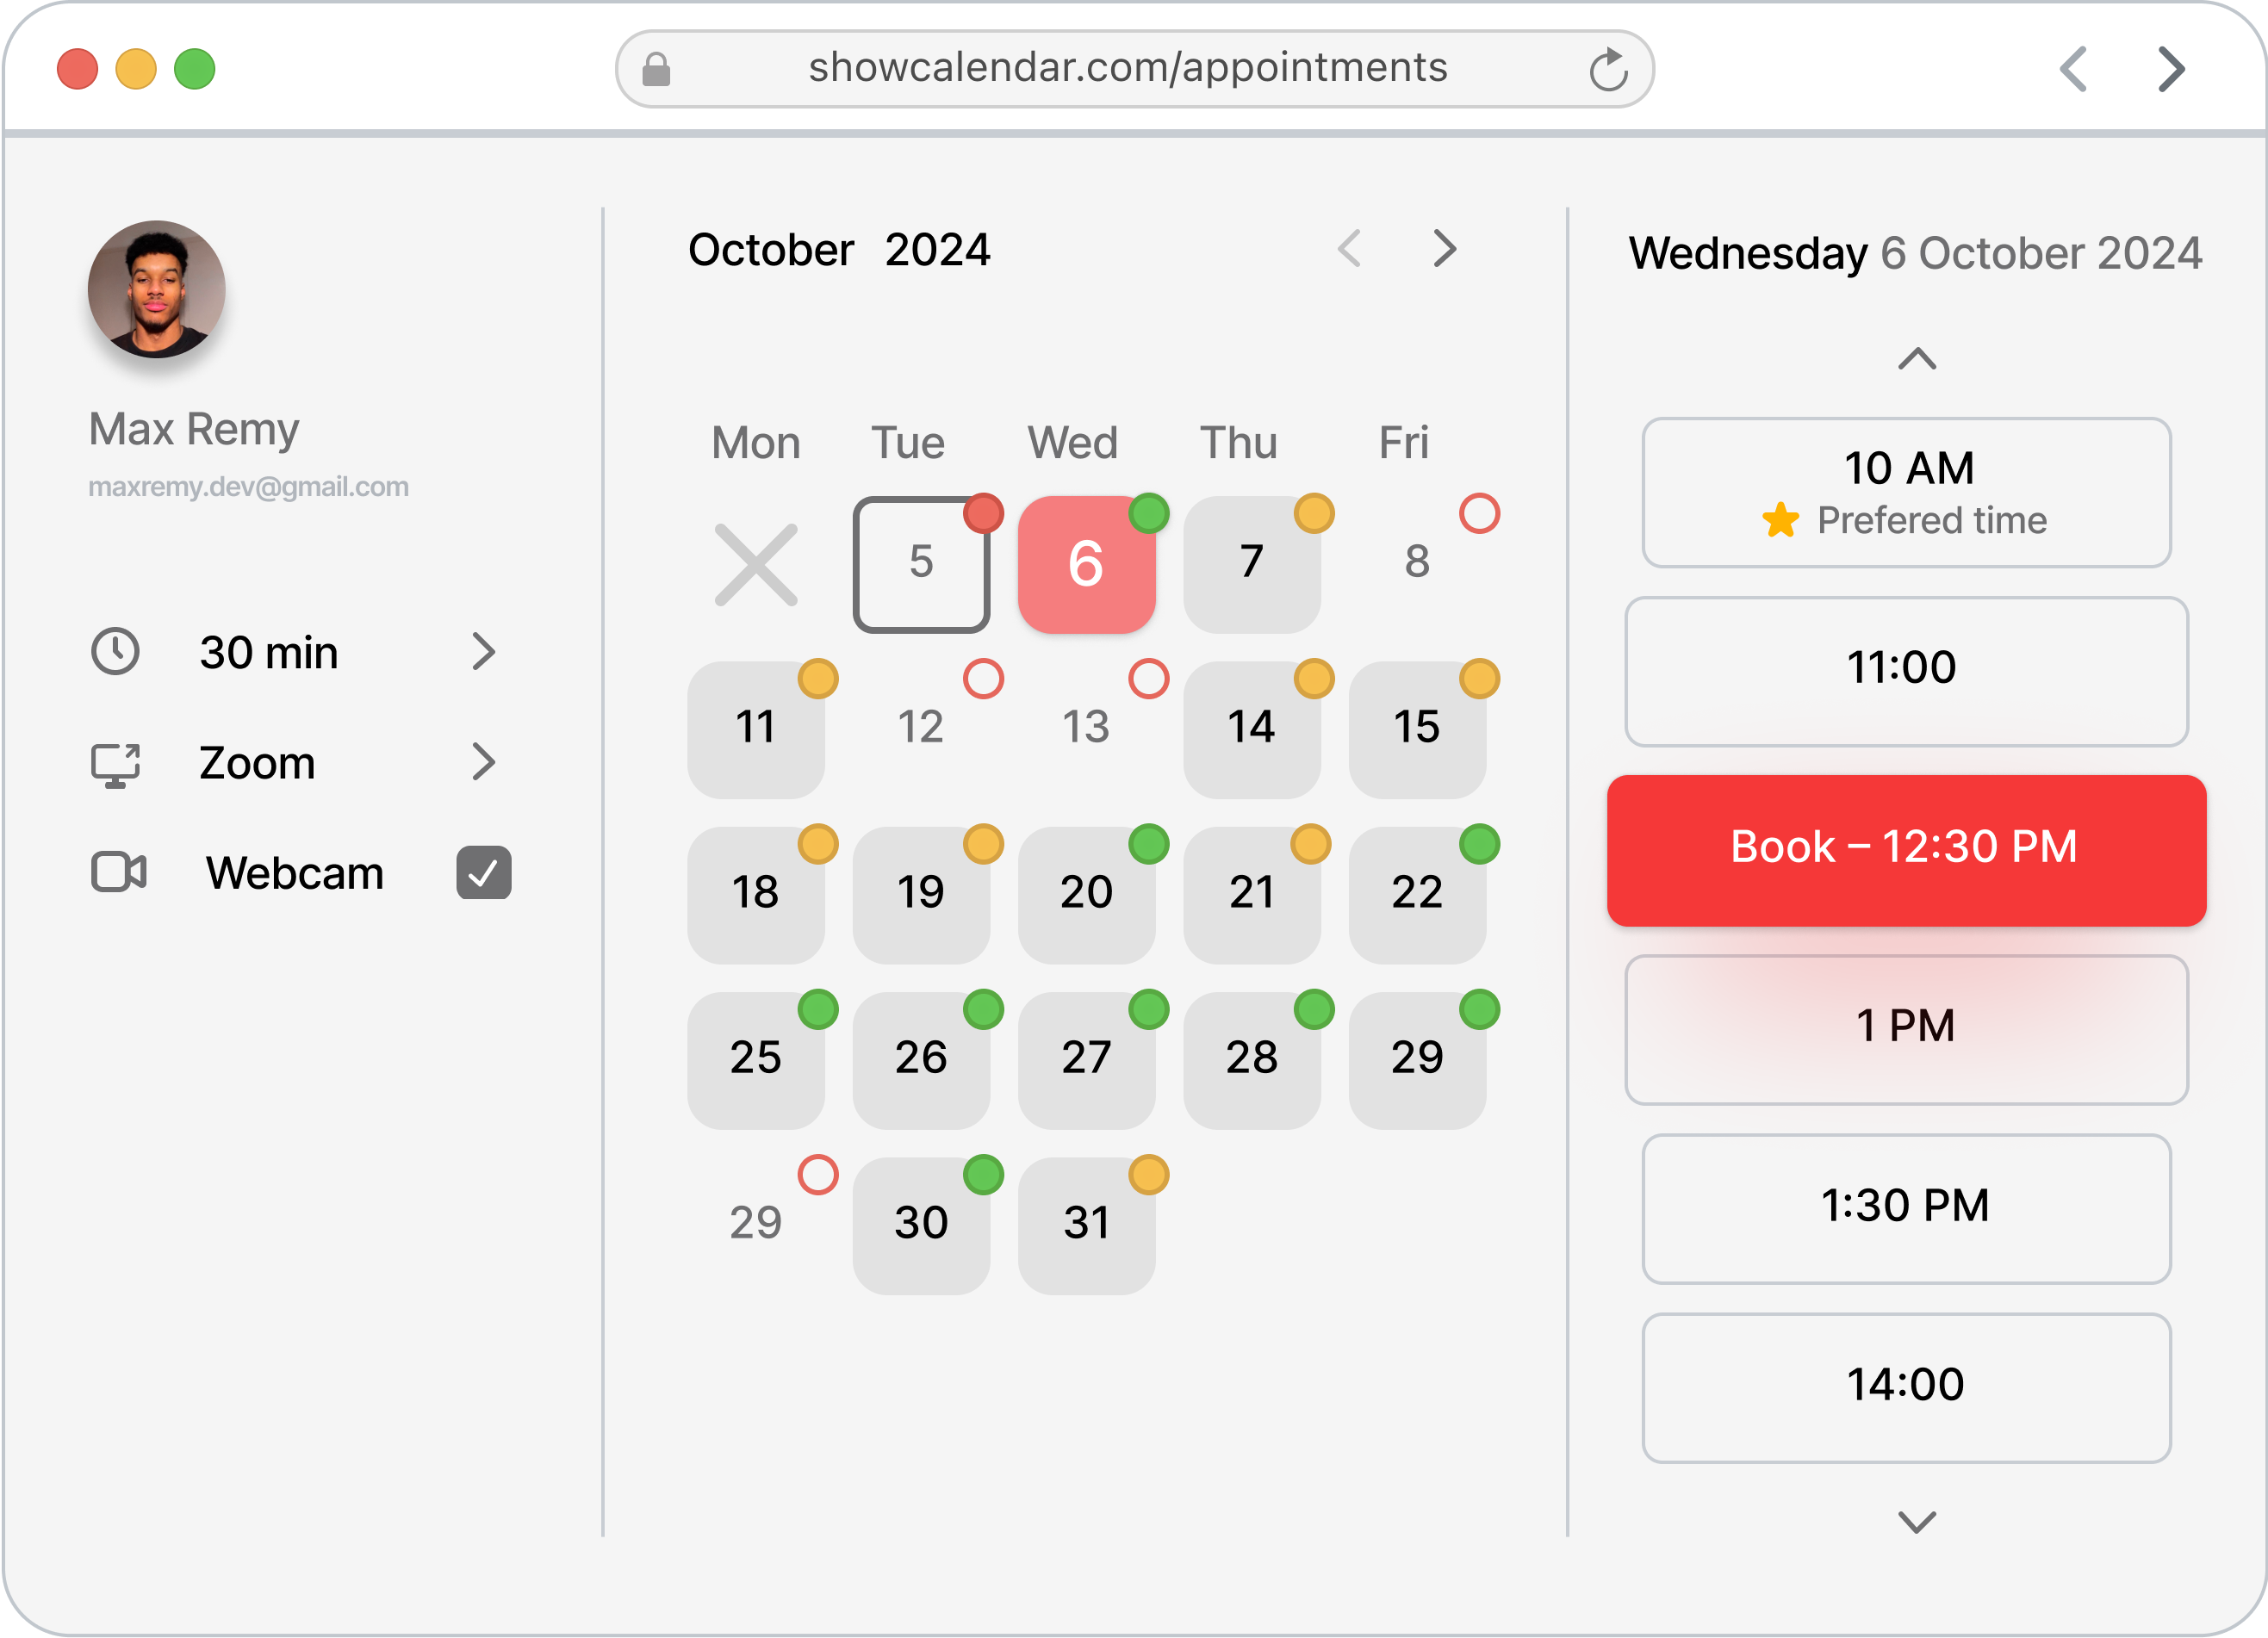 showcalendar.com/appointments
Max Remy
maxremy.dev@gmail.com
30 min
Zoom
Webcam
October 2024
Mon Tue Wed Thu Fri
5 6 7 8
11 12 13 14 15
18 19 20 21 22
25 26 27 28 29
29 30 31
Wednesday 6 October 2024
10 AM
Prefered time
11:00
Book – 12:30 PM
1 PM
1:30 PM
14:00